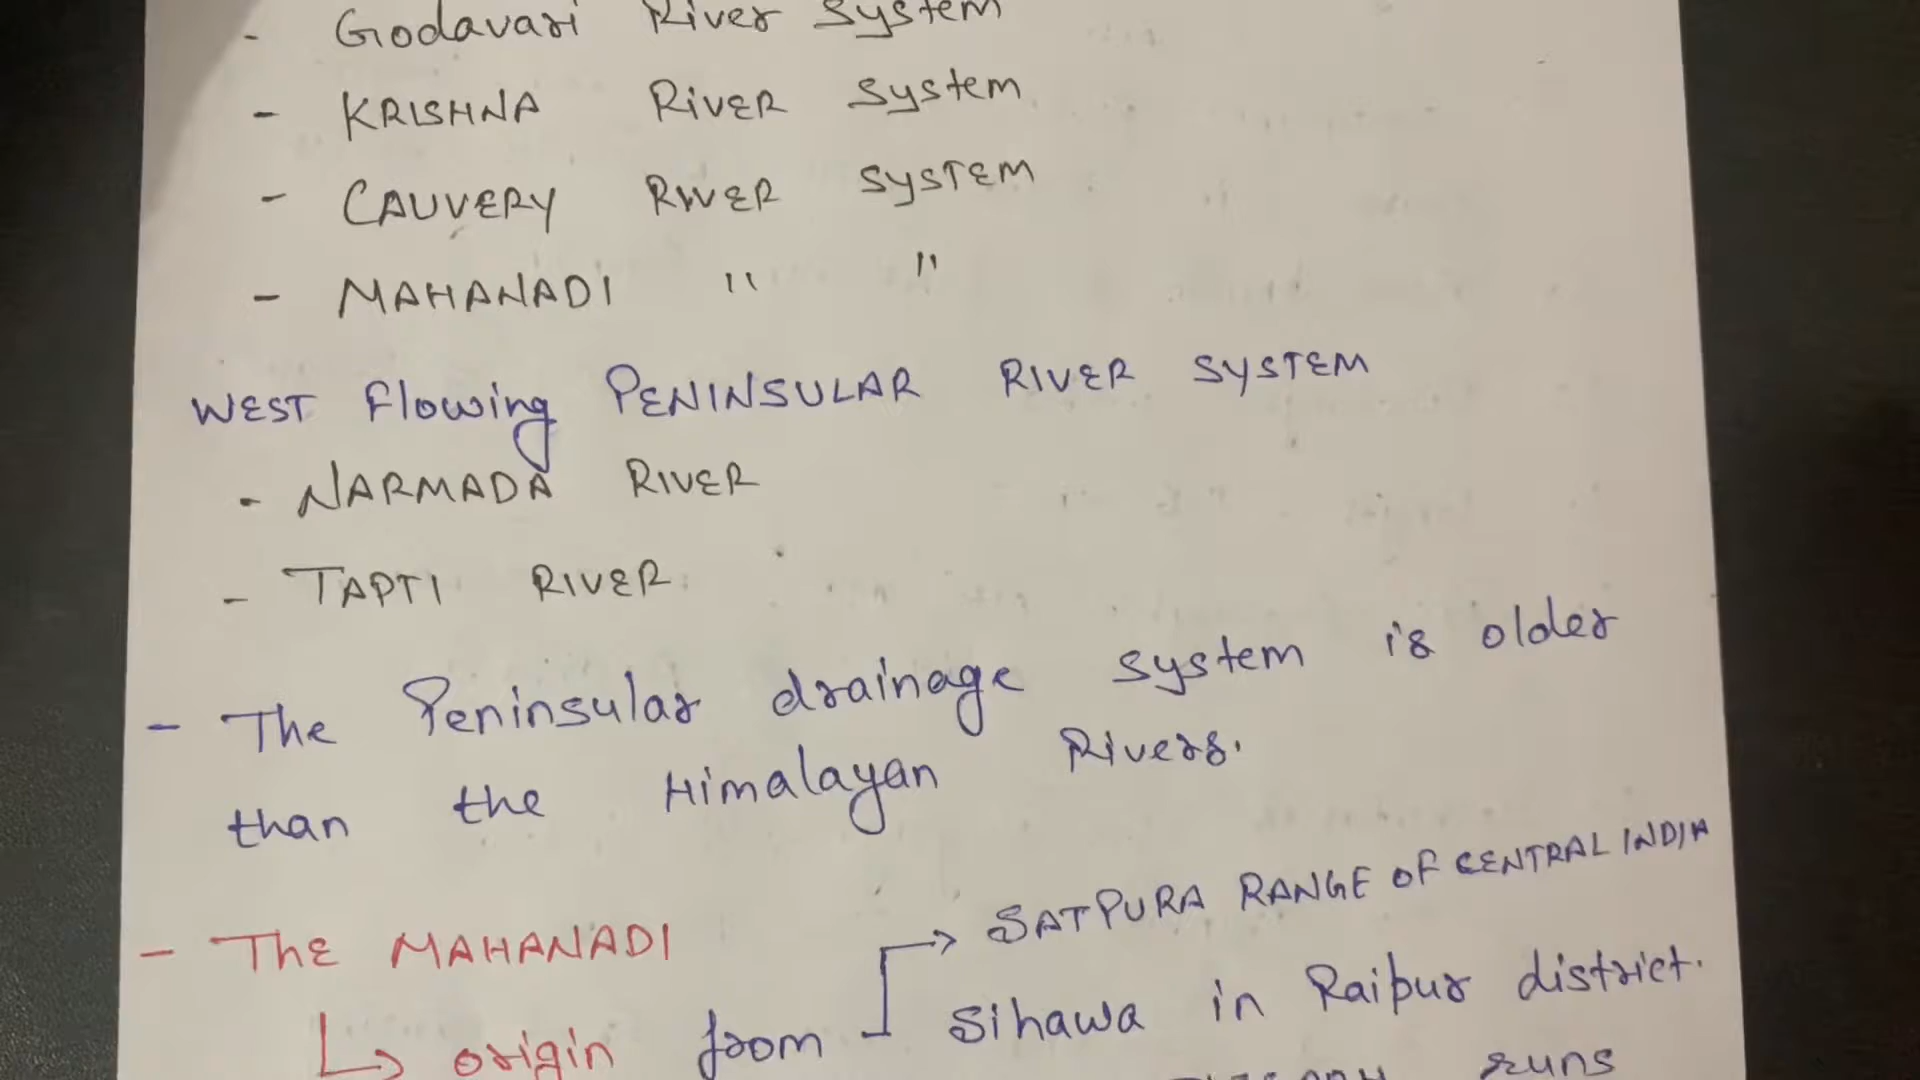 - Godavari River System
- KRISHNA RiVER System
- CAUVERY RIVER SYSTEM
- MAHANADI " "
WEST Flowing PENINSULAR RIVER SYSTEM
- NARMADA RIVER
- TAPTI RIVER
- The Peninsular drainage system is older
than the Himalayan Rivers.
- THE MAHANADI
→ SATPURA RANGE OF CENTRAL INDIA
↳ origin from Sihawa in Raipur district.
runs